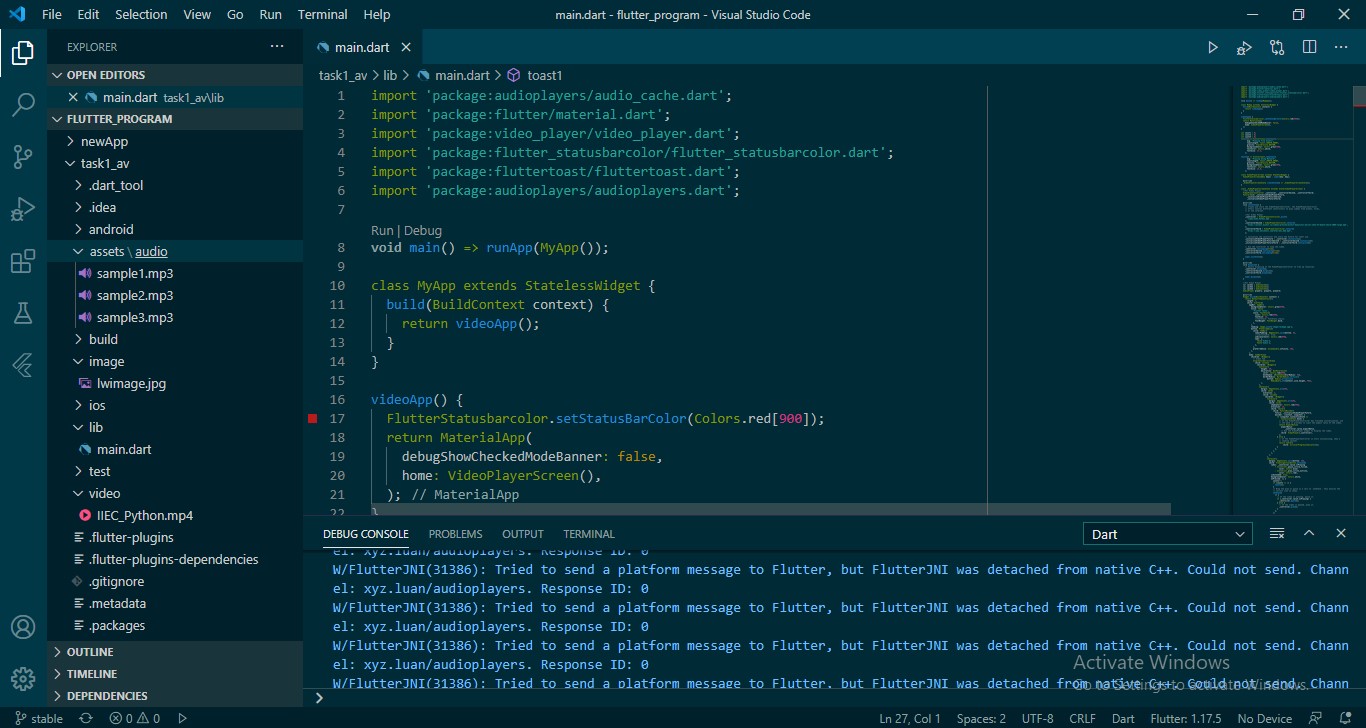 File Edit Selection View Go Run Terminal Help
main.dart - flutter_program - Visual Studio Code
EXPLORER
OPEN EDITORS
main.dart task1_av\lib
FLUTTER_PROGRAM
newApp
task1_av
.dart_tool
.idea
android
assets \ audio
sample1.mp3
sample2.mp3
sample3.mp3
build
image
lwimage.jpg
ios
lib
main.dart
test
video
IIEC_Python.mp4
.flutter-plugins
.flutter-plugins-dependencies
.gitignore
.metadata
.packages
OUTLINE
TIMELINE
DEPENDENCIES
main.dart
task1_av > lib > main.dart > toast1
1 import 'package:audioplayers/audio_cache.dart';
2 import 'package:flutter/material.dart';
3 import 'package:video_player/video_player.dart';
4 import 'package:flutter_statusbarcolor/flutter_statusbarcolor.dart';
5 import 'package:fluttertoast/fluttertoast.dart';
6 import 'package:audioplayers/audioplayers.dart';
7
Run | Debug
8 void main() => runApp(MyApp());
9
10 class MyApp extends StatelessWidget {
11 build(BuildContext context) {
12 return videoApp();
13 }
14 }
15
16 videoApp() {
17 FlutterStatusbarcolor.setStatusBarColor(Colors.red[900]);
18 return MaterialApp(
19 debugShowCheckedModeBanner: false,
20 home: VideoPlayerScreen(),
21 ); // MaterialApp
22 }
DEBUG CONSOLE PROBLEMS OUTPUT TERMINAL
Dart
el: xyz.luan/audioplayers. Response ID: 0
W/FlutterJNI(31386): Tried to send a platform message to Flutter, but FlutterJNI was detached from native C++. Could not send. Chann
el: xyz.luan/audioplayers. Response ID: 0
W/FlutterJNI(31386): Tried to send a platform message to Flutter, but FlutterJNI was detached from native C++. Could not send. Chann
el: xyz.luan/audioplayers. Response ID: 0
W/FlutterJNI(31386): Tried to send a platform message to Flutter, but FlutterJNI was detached from native C++. Could not send. Chann
el: xyz.luan/audioplayers. Response ID: 0
W/FlutterJNI(31386): Tried to send a platform message to Flutter, but FlutterJNI was detached from native C++. Could not send. Chann
Activate Windows
Go to Settings to activate Windows.
stable 0 0 Ln 27, Col 1 Spaces: 2 UTF-8 CRLF Dart Flutter: 1.17.5 No Device